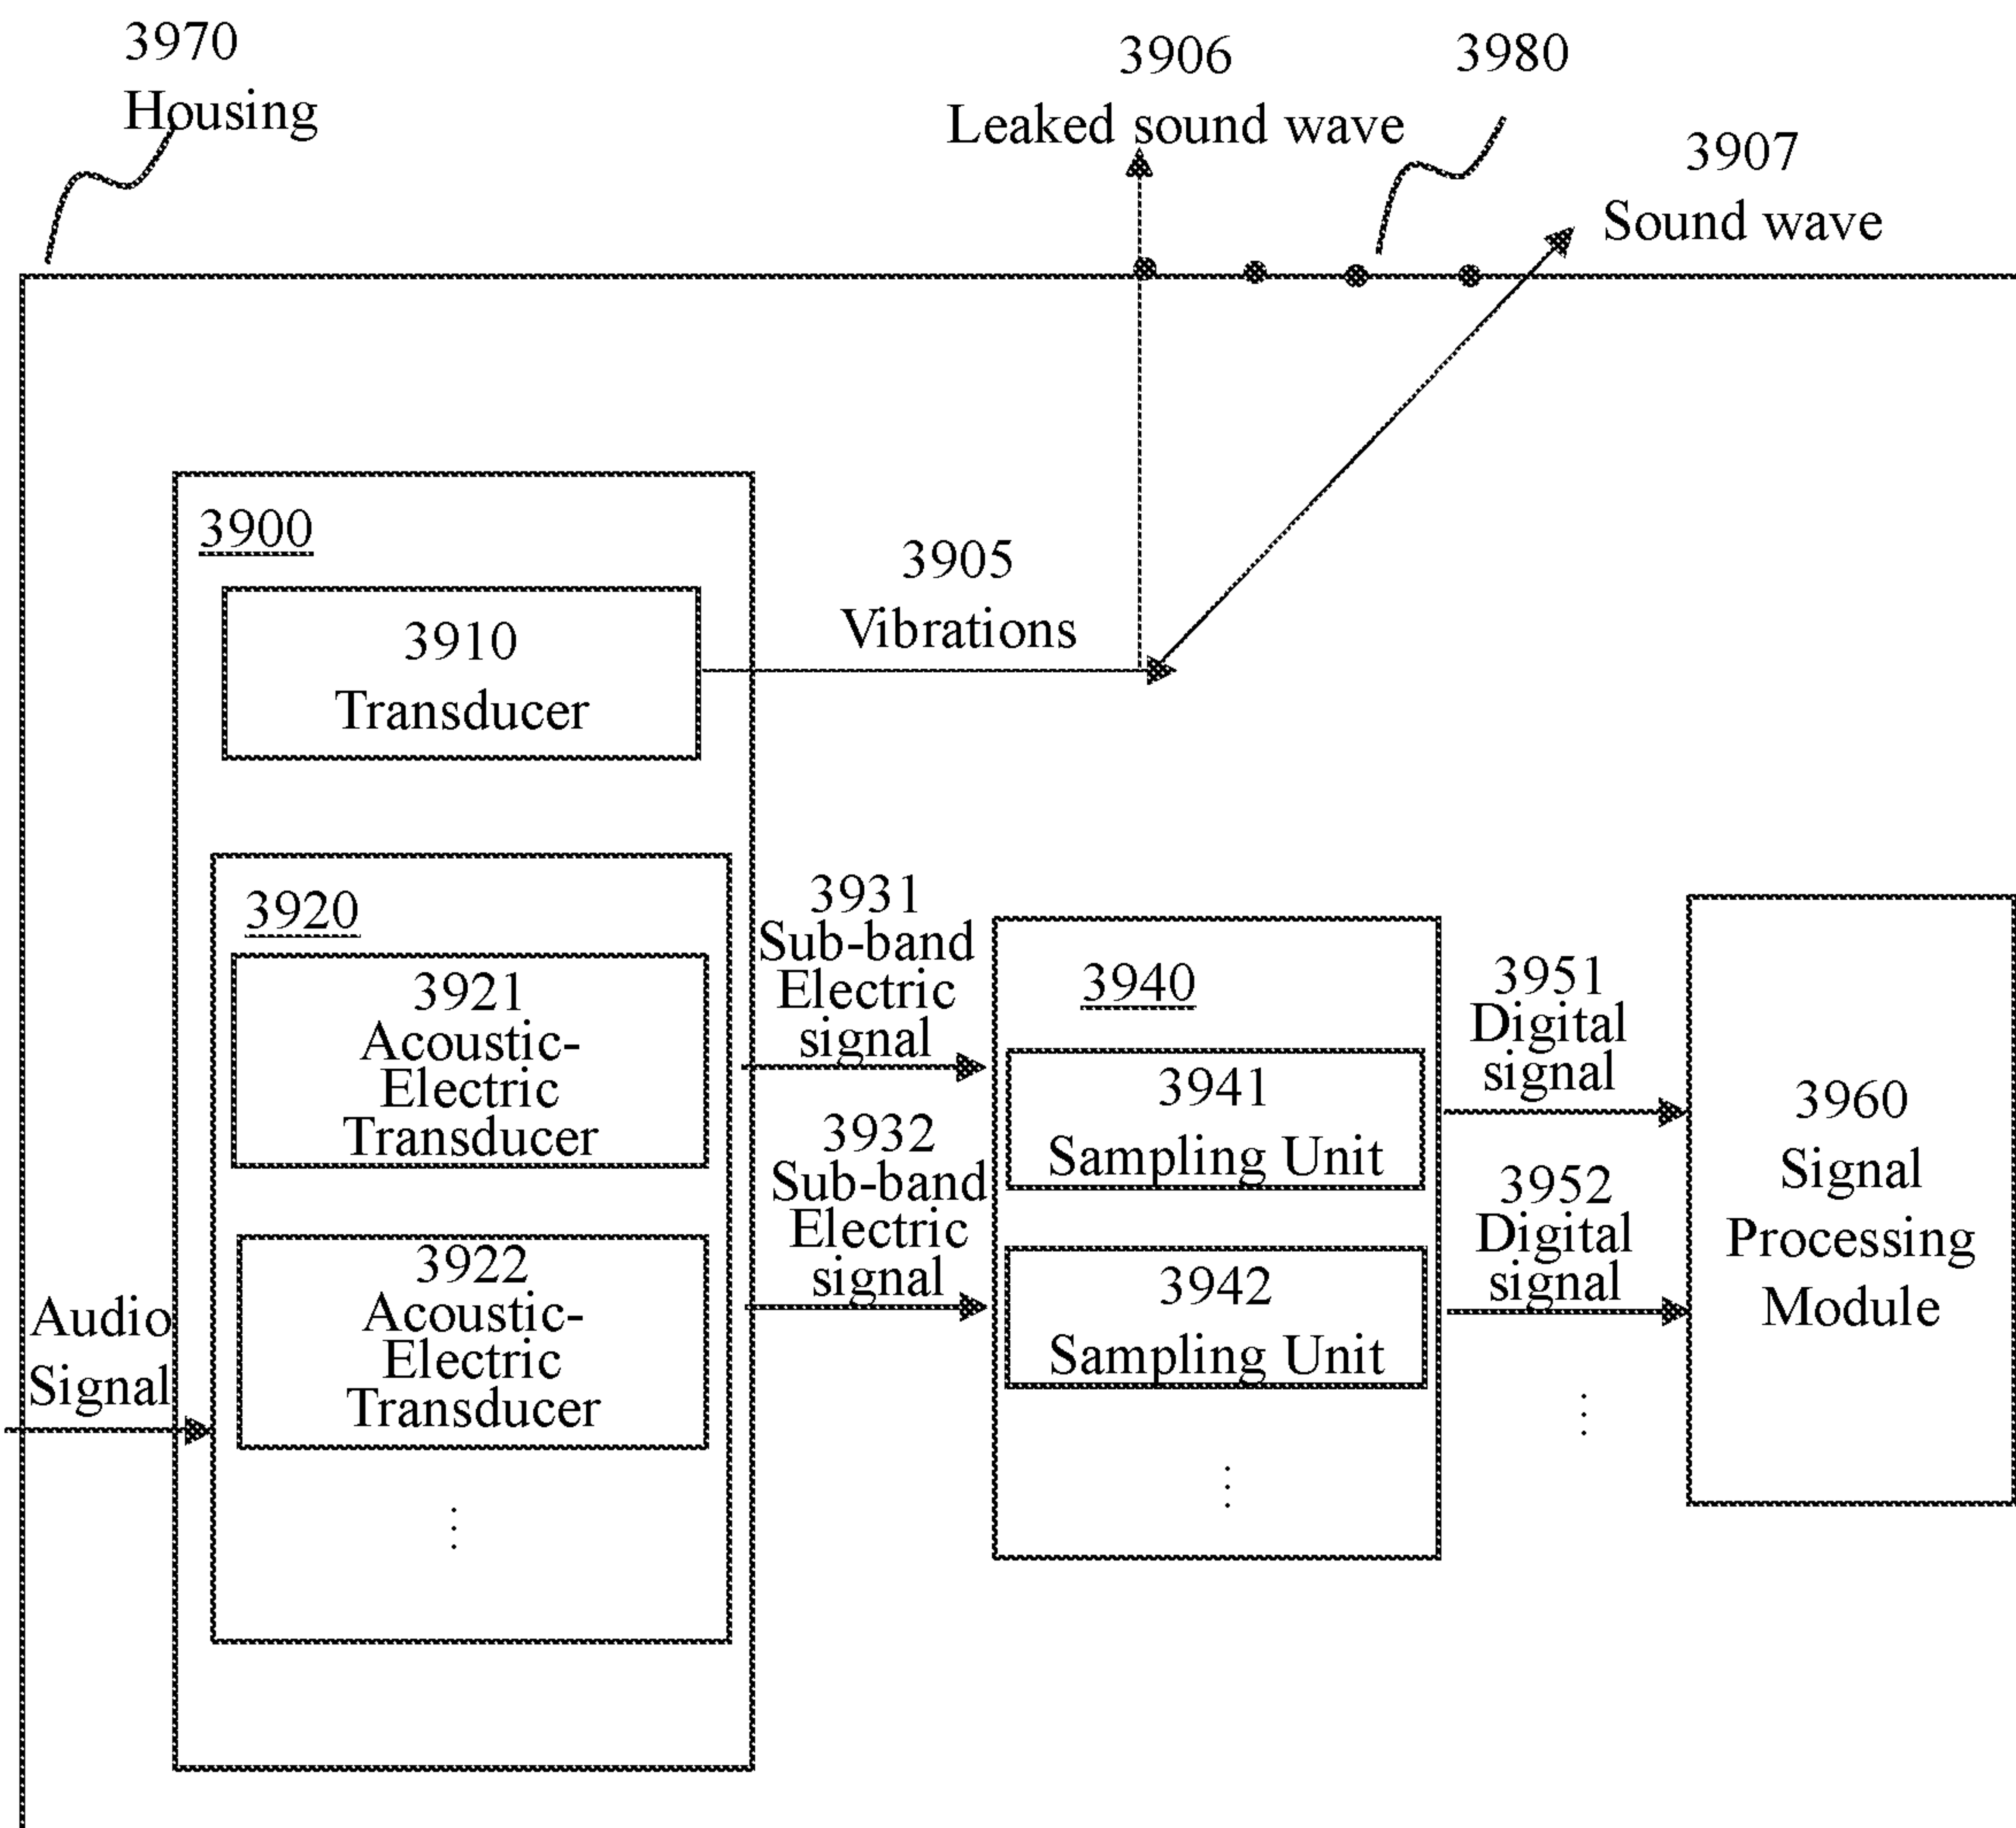 3970
Housing
3906
Leaked sound wave
3980
3907
Sound wave
3900
3910
Transducer
3905
Vibrations
3920
3921
Acoustic-
Electric
Transducer
3922
Acoustic-
Electric
Transducer
⋮
Audio
Signal
3931
Sub-band
Electric
signal
3932
Sub-band
Electric
signal
3940
3941
Sampling Unit
3942
Sampling Unit
⋮
3951
Digital
signal
3952
Digital
signal
⋮
3960
Signal
Processing
Module